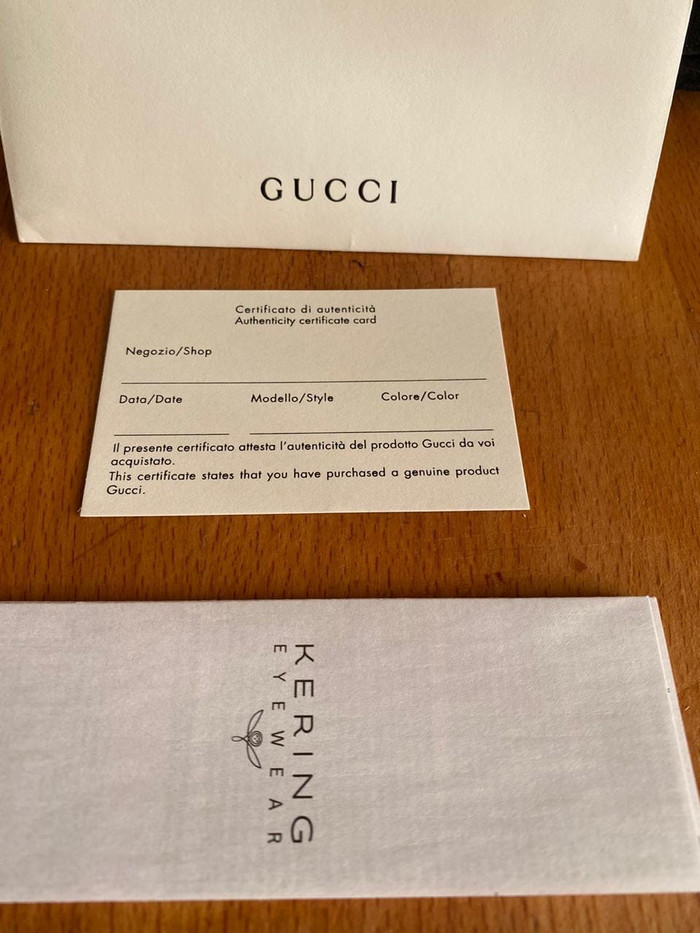 GUCCI
Certificato di autenticità
Authenticity certificate card
Negozio/Shop
Data/Date Modello/Style Colore/Color
Il presente certificato attesta l'autenticità del prodotto Gucci da voi
acquistato.
This certificate states that you have purchased a genuine product
Gucci.
KERING
EYEWEAR